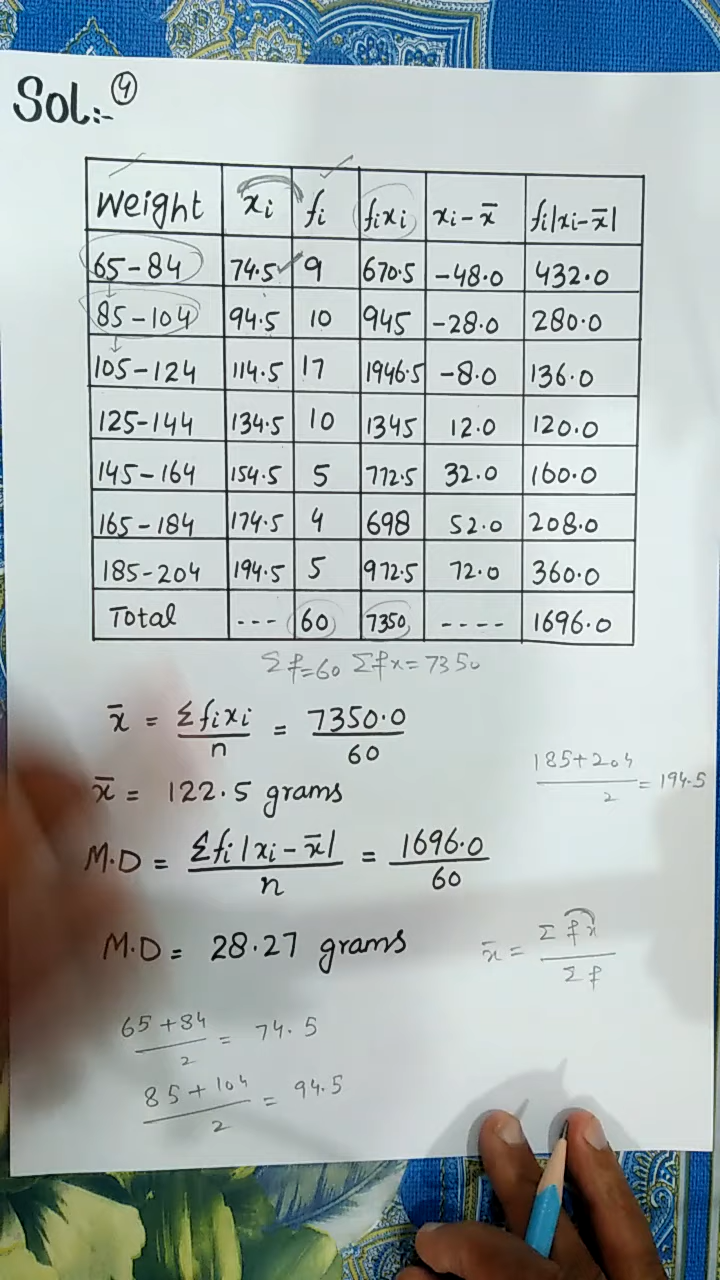 Sol:- ④
Weight xi fi fixi xi-x̄ fi|xi-x̄|
65-84 74.5 9 670.5 -48.0 432.0
85-104 94.5 10 945 -28.0 280.0
105-124 114.5 17 1946.5 -8.0 136.0
125-144 134.5 10 1345 12.0 120.0
145-164 154.5 5 772.5 32.0 160.0
165-184 174.5 4 698 52.0 208.0
185-204 194.5 5 972.5 72.0 360.0
Total --- 60 7350 ---- 1696.0
Σf=60 Σfx=7350
x̄ = Σfixi/n = 7350.0/60
185+204/2 = 194.5
x̄ = 122.5 grams
M.D = Σfi|xi-x̄|/n = 1696.0/60
M.D = 28.27 grams
x̄ = Σfx/Σf
65+84/2 = 74.5
85+104/2 = 94.5